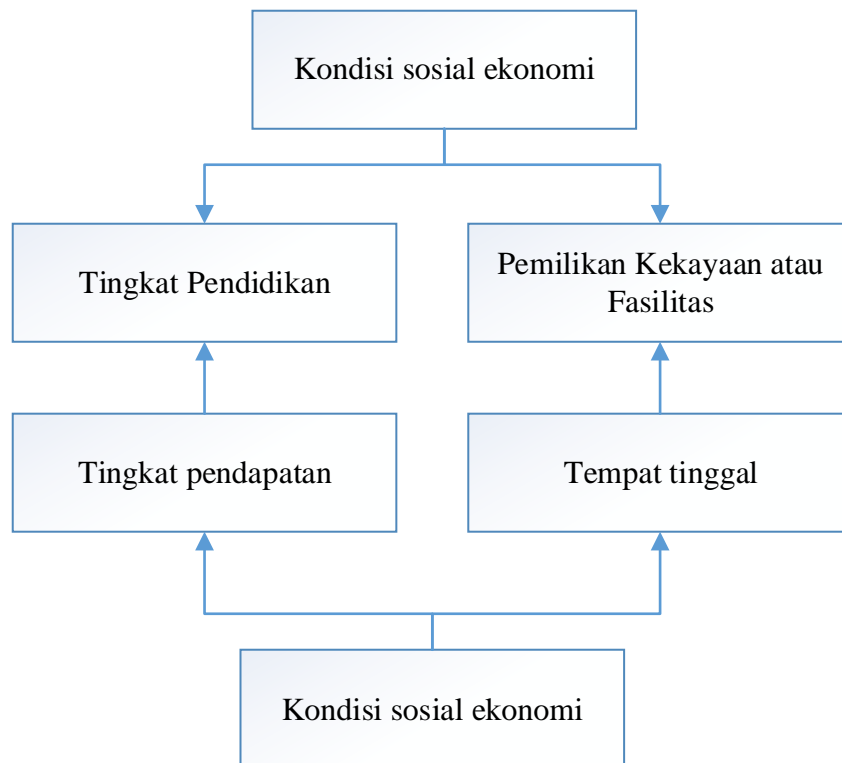 Kondisi sosial ekonomi
Tingkat Pendidikan
Pemilikan Kekayaan atau
Fasilitas
Tingkat pendapatan
Tempat tinggal
Kondisi sosial ekonomi